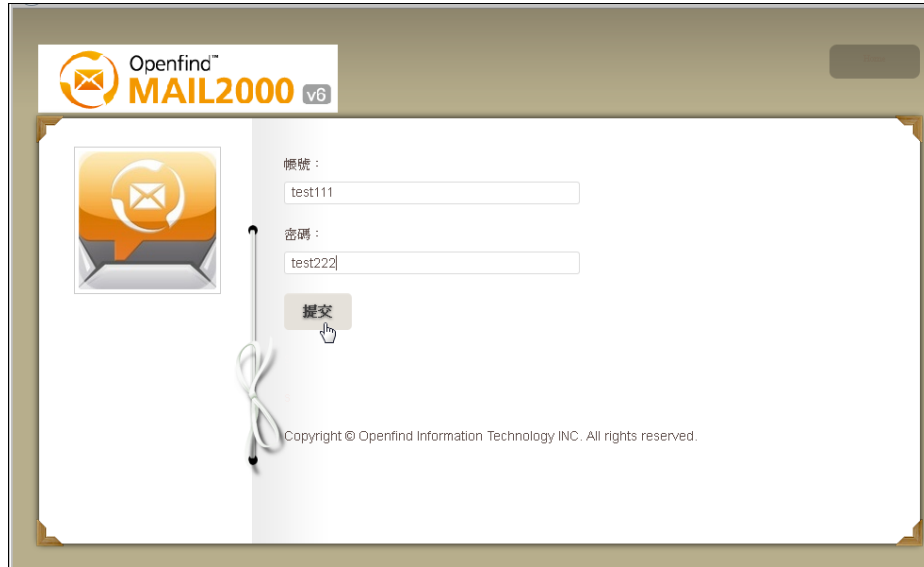 Openfind™
MAIL2000 v6
帳號：
test111
密碼：
test222
提交
Copyright © Openfind Information Technology INC. All rights reserved.